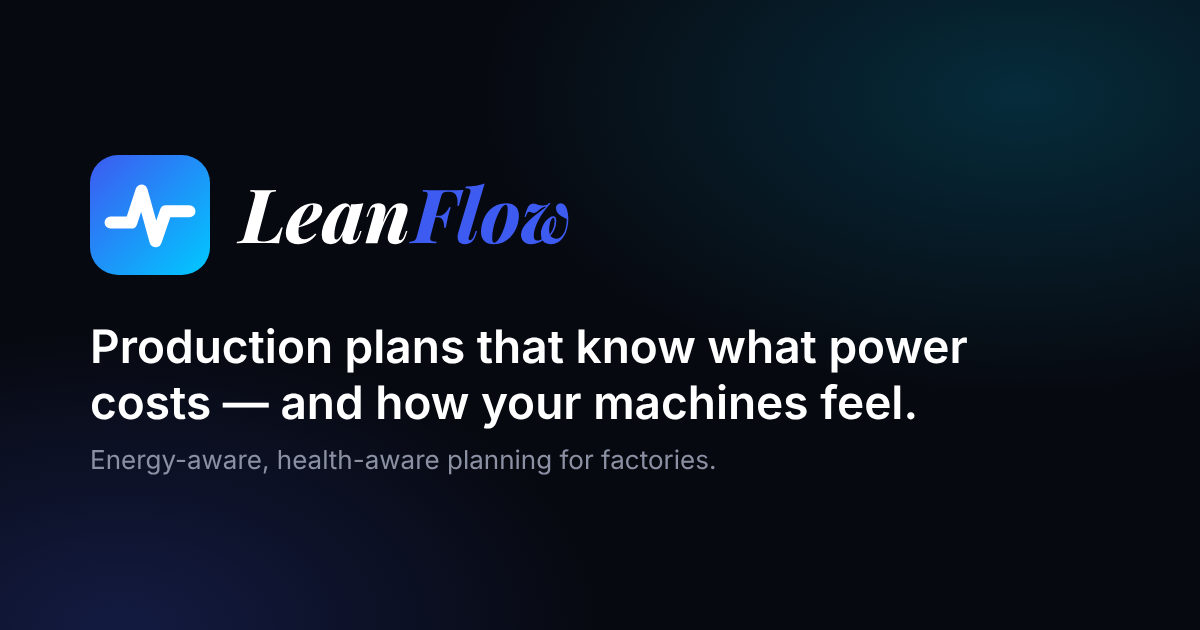 LeanFlow
Production plans that know what power
costs — and how your machines feel.
Energy-aware, health-aware planning for factories.